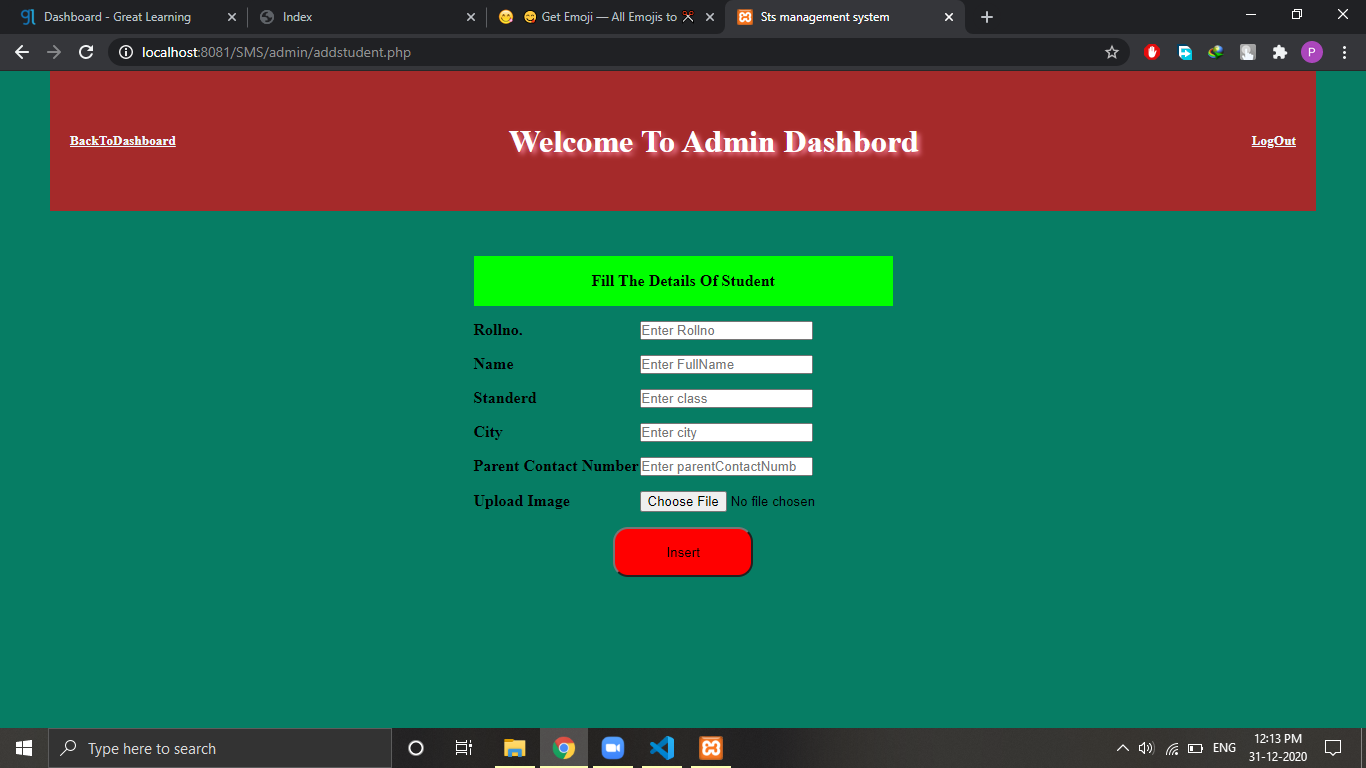 Dashboard - Great Learning
Index
Get Emoji — All Emojis to ✂
Sts management system
localhost:8081/SMS/admin/addstudent.php
P
BackToDashboard
Welcome To Admin Dashbord
LogOut
Fill The Details Of Student
Rollno. Enter Rollno
Name Enter FullName
Standerd Enter class
City Enter city
Parent Contact Number Enter parentContactNumb
Upload Image Choose File No file chosen
Insert
Type here to search
ENG
12:13 PM
31-12-2020